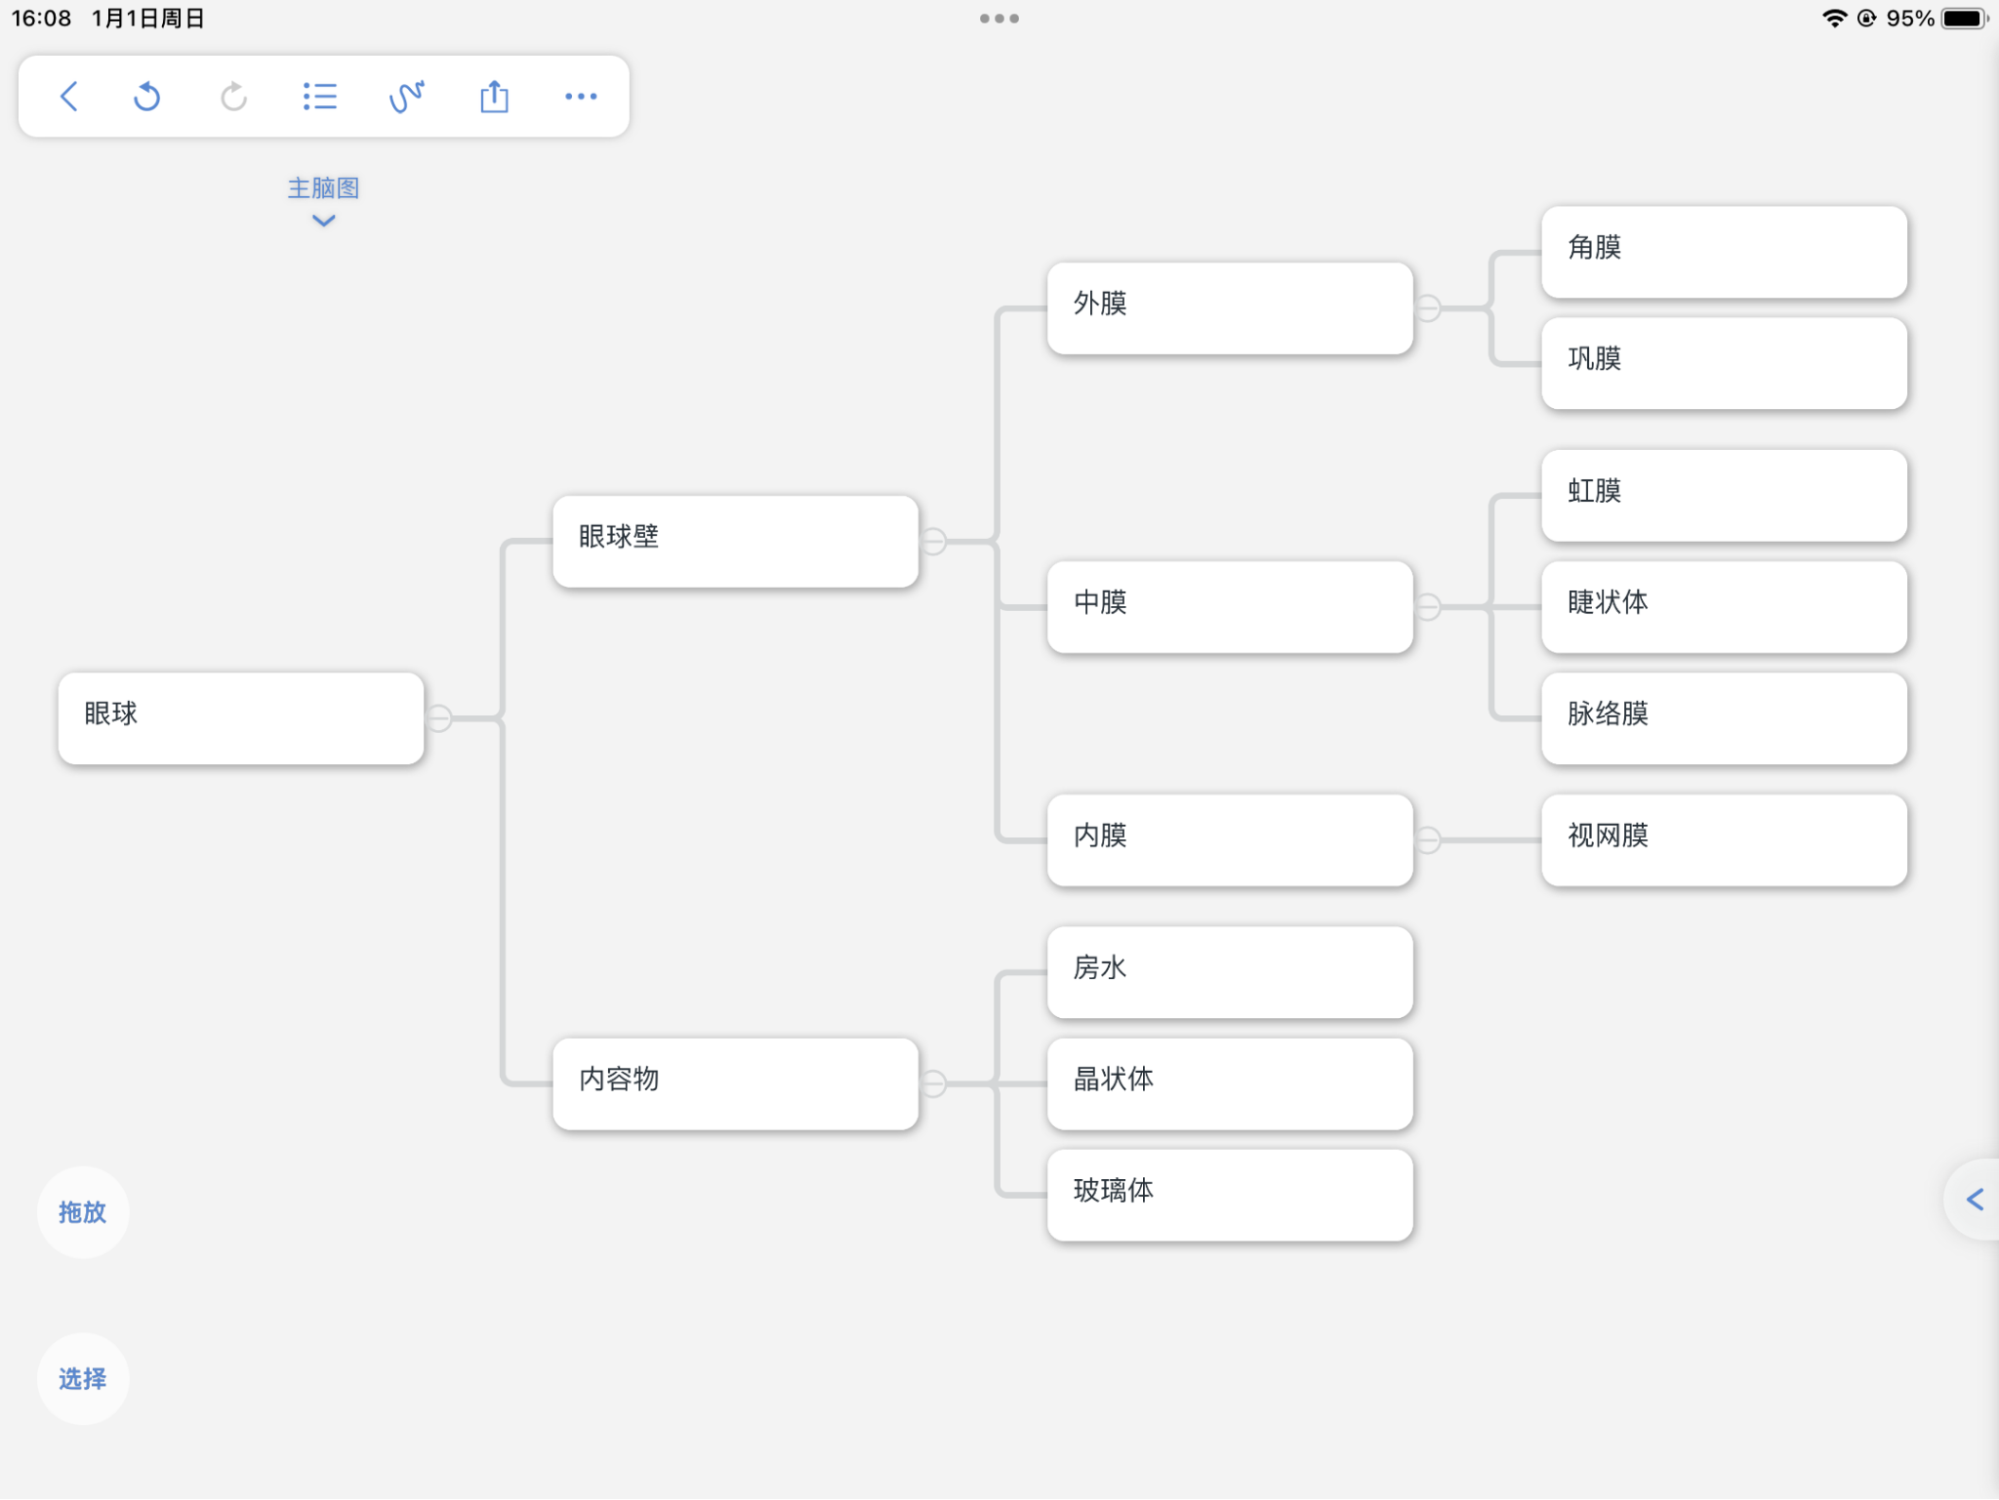 16:08 1月1日周日
95%
主脑图
角膜
外膜
巩膜
虹膜
眼球壁
中膜
睫状体
眼球
脉络膜
内膜
视网膜
房水
内容物
晶状体
玻璃体
拖放
选择